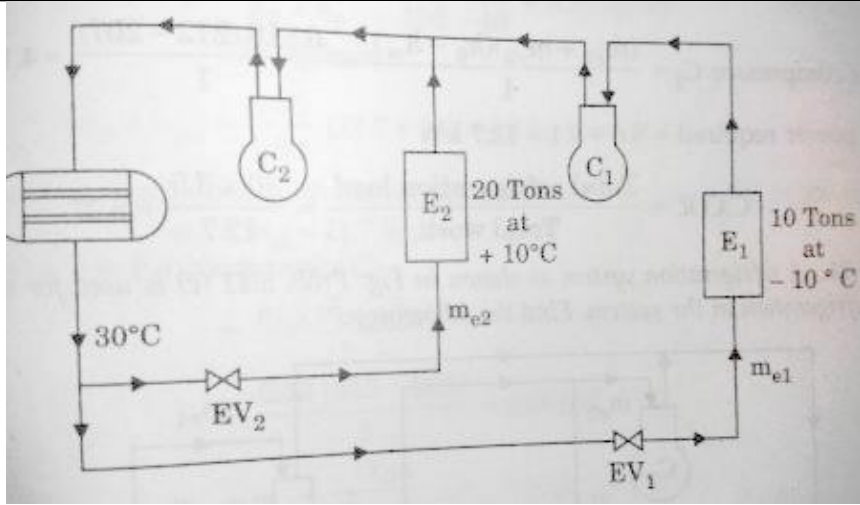 C₂
C₁
E₂
20 Tons
at
+ 10°C
E₁
10 Tons
at
– 10°C
30°C
mₑ₂
mₑ₁
EV₂
EV₁